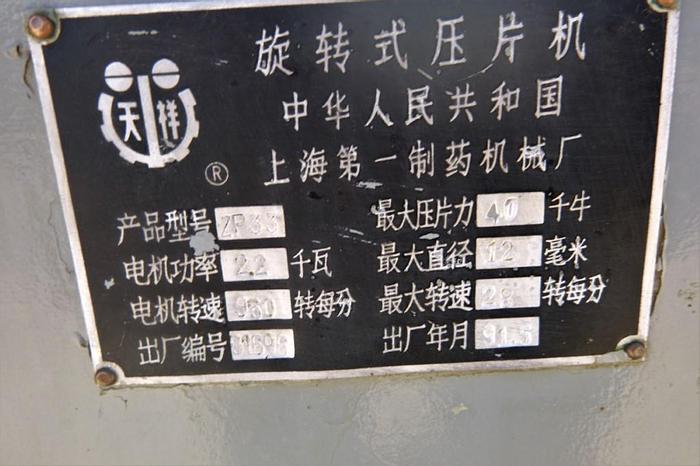 旋转式压片机
天祥
中华人民共和国
®
上海第一制药机械厂
产品型号 ZP33
最大压片力 40 千牛
电机功率 2.2 千瓦
最大直径 12 毫米
电机转速 960 转每分
最大转速 28 转每分
出厂编号
出厂年月 91.5